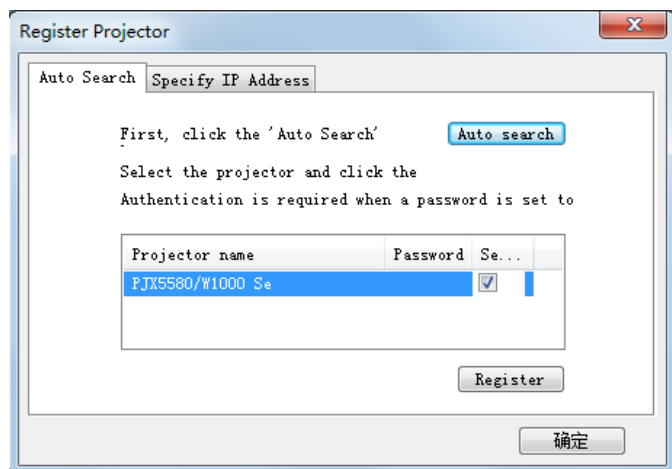 Register Projector
Auto Search
Specify IP Address
First, click the 'Auto Search'
Auto search
Select the projector and click the
Authentication is required when a password is set to
Projector name
Password
Se...
PJX5580/W1000 Se
Register
确定